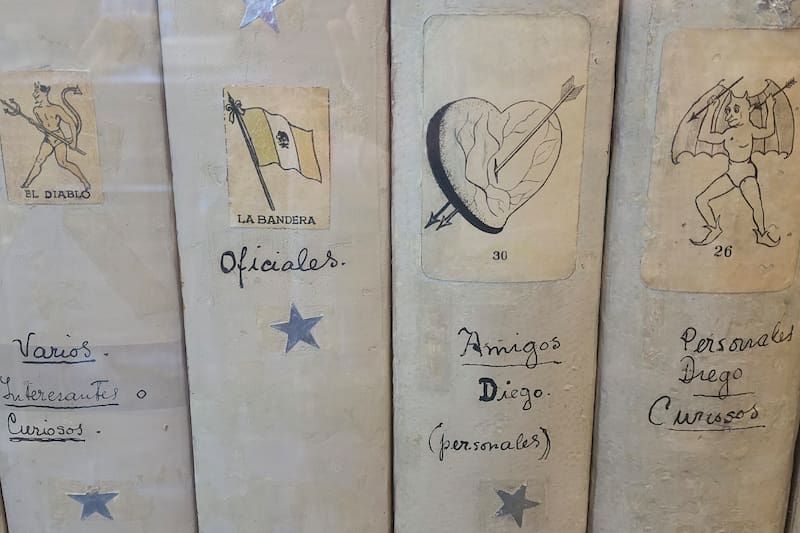 EL DIABLO
Varios.
Interesantes o
Curiosos.
LA BANDERA
Oficiales.
30
Amigos
Diego.
(personales)
26
Personales
Diego
Curiosos